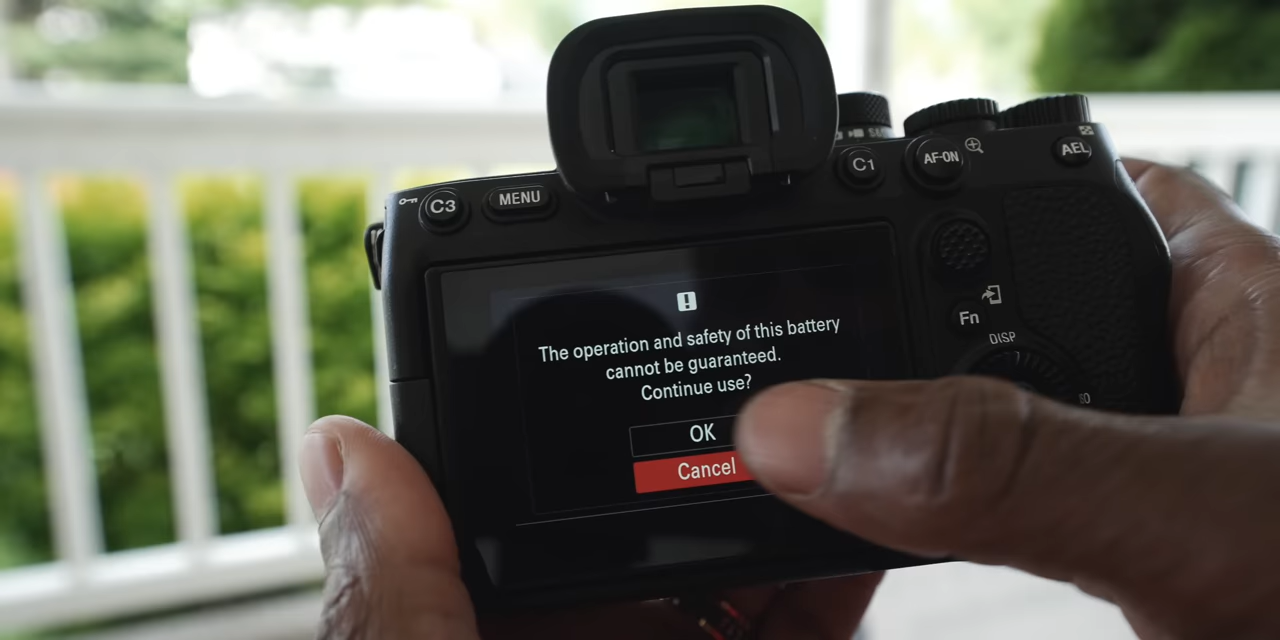 C3
MENU
C1
AF-ON
AEL
Fn
DISP
The operation and safety of this battery
cannot be guaranteed.
Continue use?
OK
Cancel